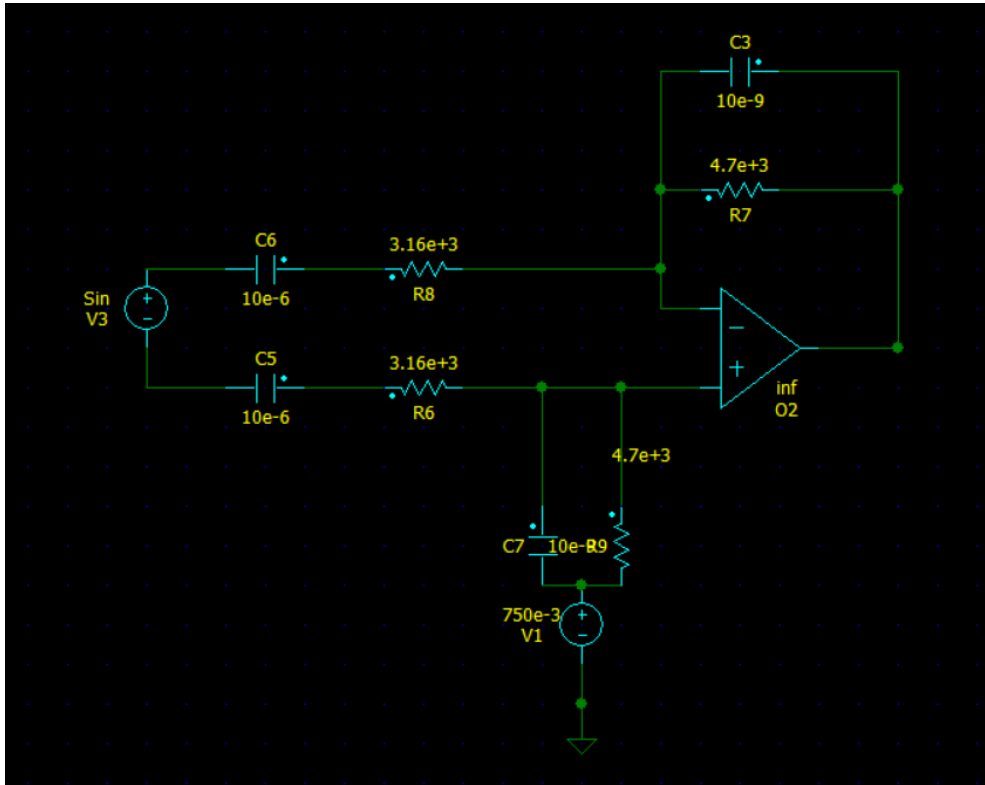 C3
10e-9
4.7e+3
R7
C6
3.16e+3
10e-6
R8
Sin
V3
C5
3.16e+3
10e-6
R6
inf
O2
4.7e+3
C7
R9
750e-3
V1